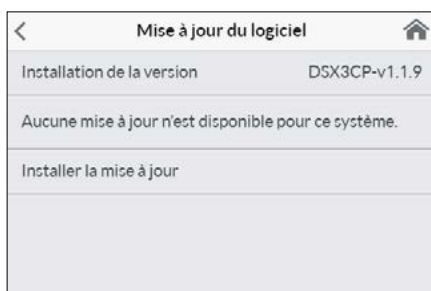 Mise à jour du logiciel
Installation de la version DSX3CP-v1.1.9
Aucune mise à jour n'est disponible pour ce système.
Installer la mise à jour